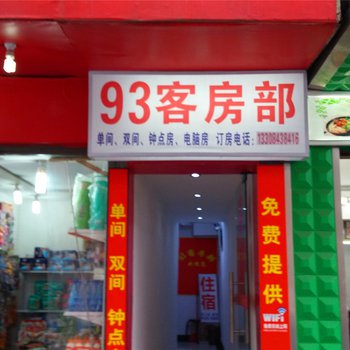 93客房部
单间、双间、钟点房、电脑房 订房电话:13208438416
单间 双间 钟点
免费提供
WiFi
住宿